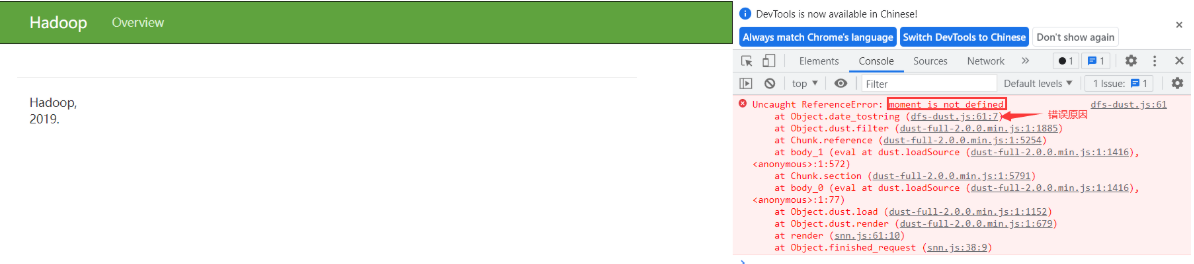 Hadoop Overview
Hadoop,
2019.
DevTools is now available in Chinese!
Always match Chrome's language Switch DevTools to Chinese Don't show again
Elements Console Sources Network » 1 1
top ▼ Filter Default levels ▼ 1 Issue: 1
Uncaught ReferenceError: moment is not defined dfs-dust.js:61
at Object.date_tostring (dfs-dust.js:61:7) 错误原因
at Object.dust.filter (dust-full-2.0.0.min.js:1:1885)
at Chunk.reference (dust-full-2.0.0.min.js:1:5254)
at body_1 (eval at dust.loadSource (dust-full-2.0.0.min.js:1:1416),
<anonymous>:1:572)
at Chunk.section (dust-full-2.0.0.min.js:1:5791)
at body_0 (eval at dust.loadSource (dust-full-2.0.0.min.js:1:1416),
<anonymous>:1:77)
at Object.dust.load (dust-full-2.0.0.min.js:1:1152)
at Object.dust.render (dust-full-2.0.0.min.js:1:679)
at render (snn.js:61:10)
at Object.finished_request (snn.js:38:9)